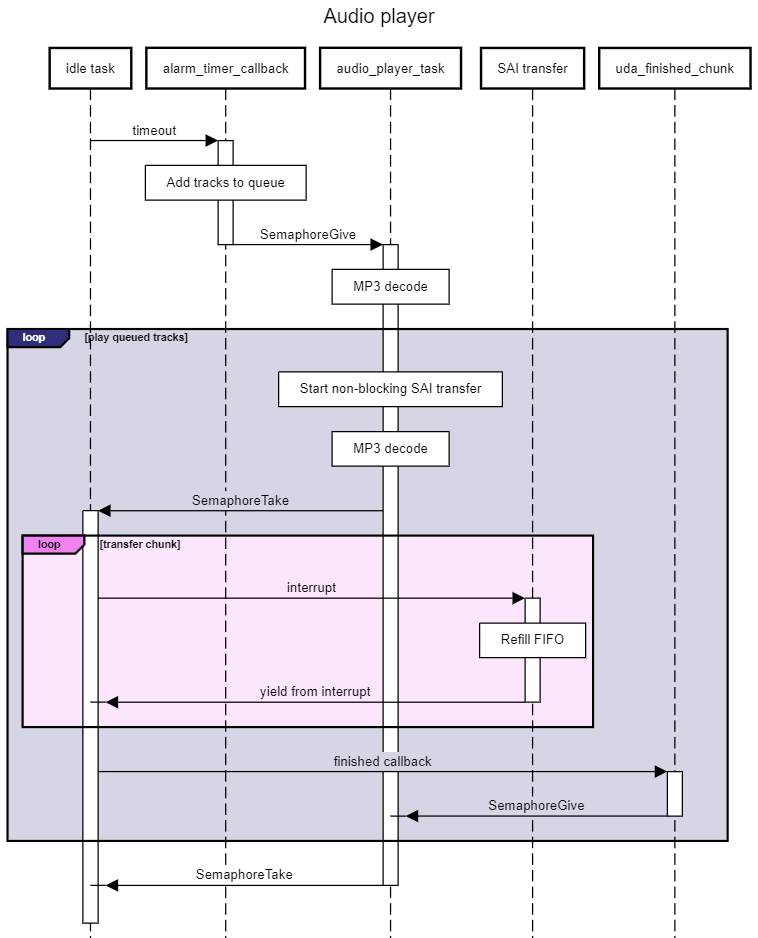 Audio player
idle task
alarm_timer_callback
audio_player_task
SAI transfer
uda_finished_chunk
timeout
Add tracks to queue
SemaphoreGive
MP3 decode
loop
[play queued tracks]
Start non-blocking SAI transfer
MP3 decode
SemaphoreTake
loop
[transfer chunk]
interrupt
Refill FIFO
yield from interrupt
finished callback
SemaphoreGive
SemaphoreTake